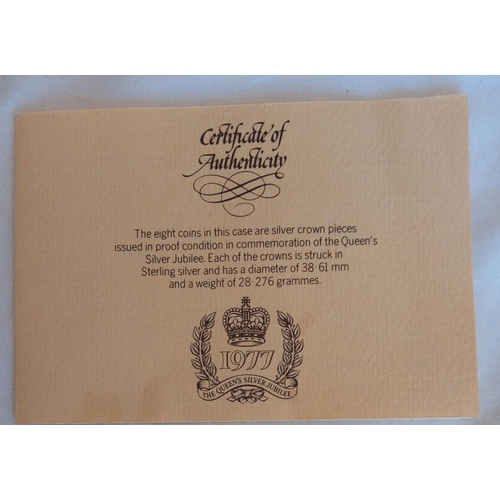 Certificate of
Authenticity
The eight coins in this case are silver crown pieces
issued in proof condition in commemoration of the Queen's
Silver Jubilee. Each of the crowns is struck in
Sterling silver and has a diameter of 38·61 mm
and a weight of 28·276 grammes.
1977
THE QUEEN'S SILVER JUBILEE